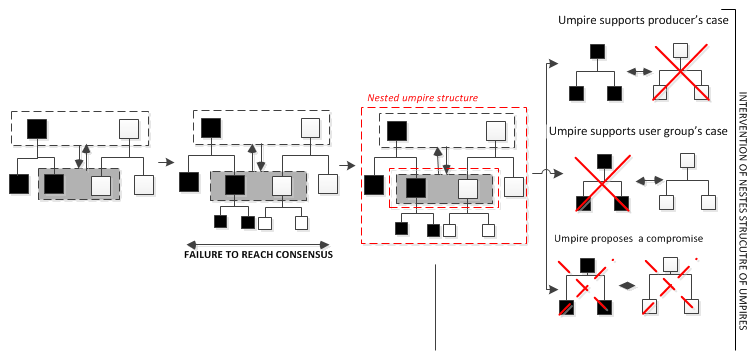 Umpire supports producer's case
Nested umpire structure
Umpire supports user group's case
Umpire proposes a compromise
FAILURE TO REACH CONSENSUS
INTERVENTION OF NESTES STRUCUTRE OF UMPIRES